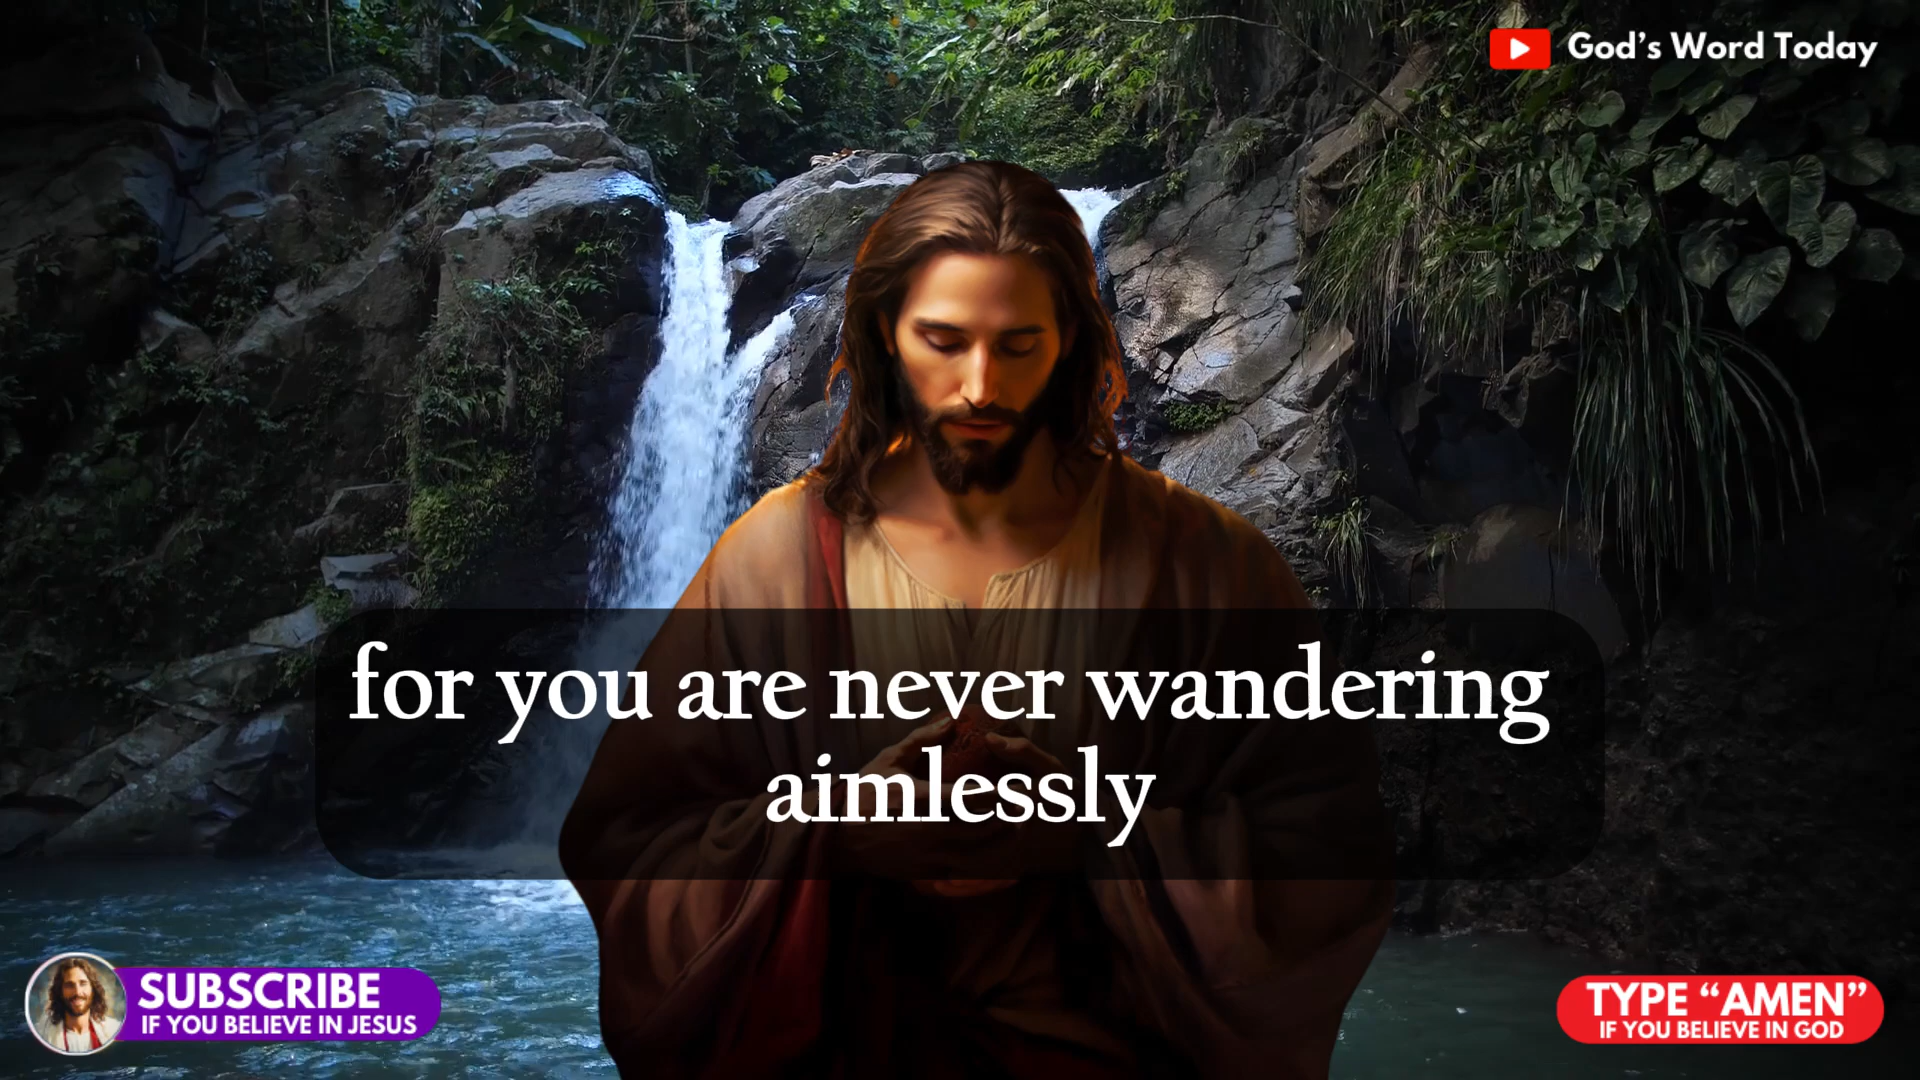 God's Word Today
for you are never wandering
aimlessly
SUBSCRIBE
IF YOU BELIEVE IN JESUS
TYPE “AMEN”
IF YOU BELIEVE IN GOD